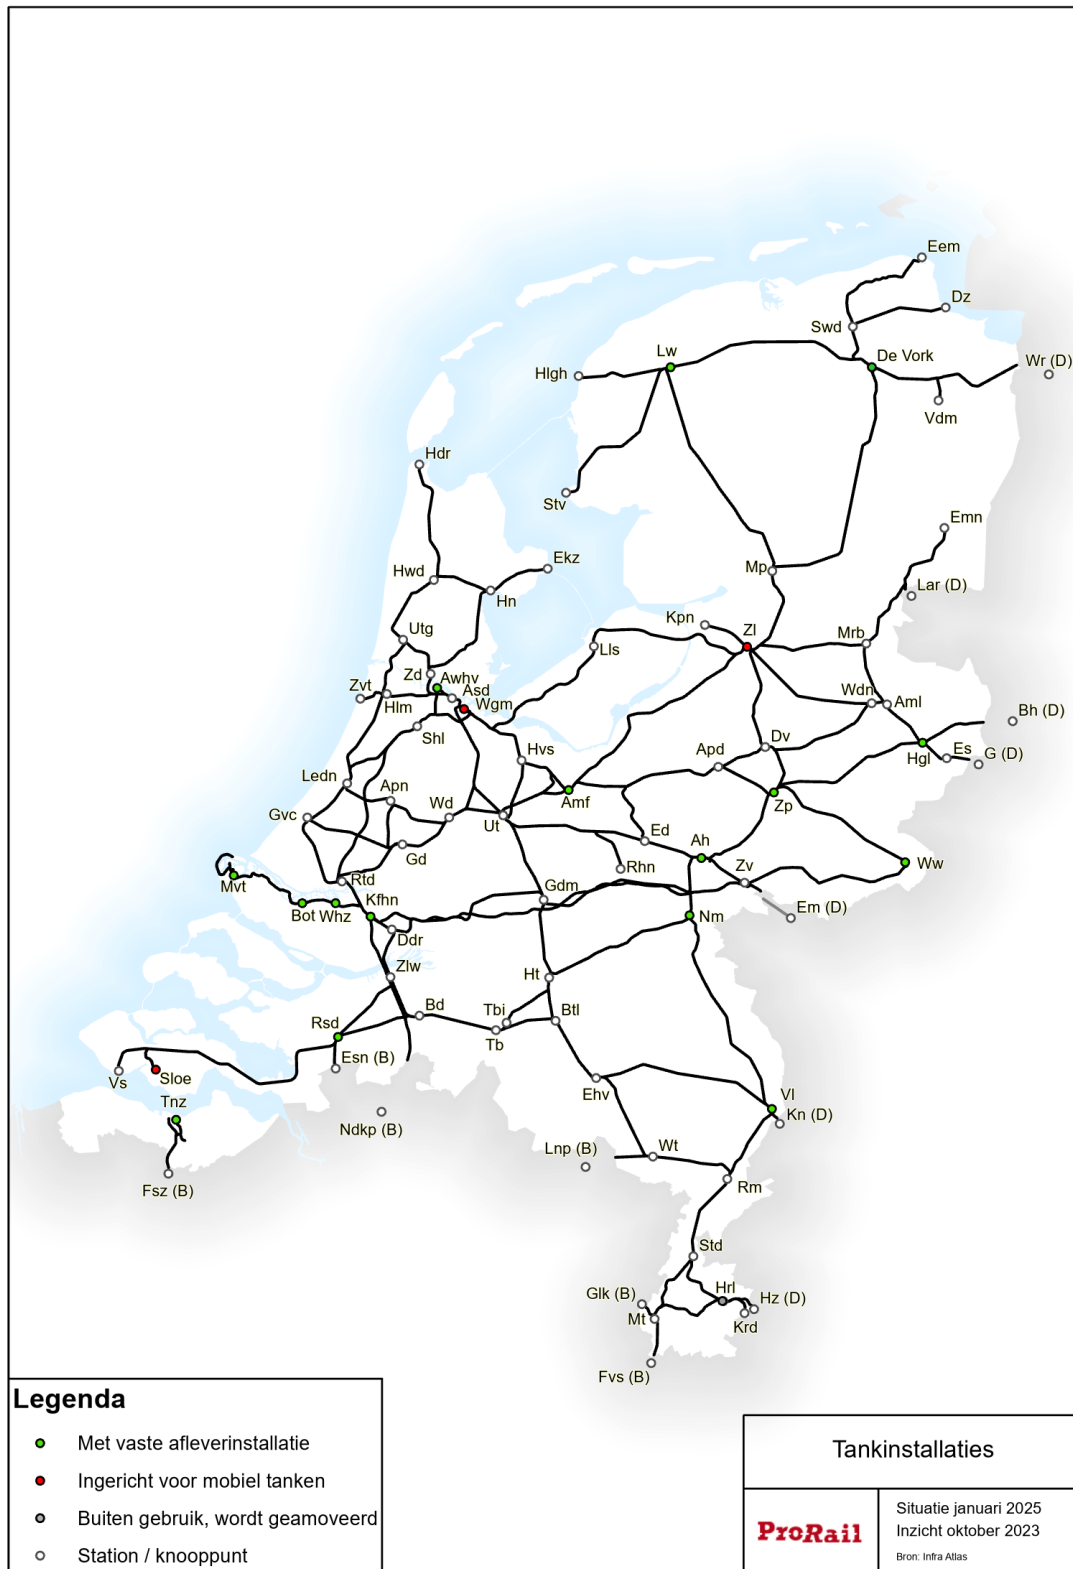 Eem
Dz
Swd
Lw
De Vork
Wr (D)
Hlgh
Vdm
Hdr
Stv
Emn
Ekz
Mp
Hwd
Lar (D)
Hn
Kpn
Zl
Utg
Mrb
Lls
Zd
Awhv
Zvt
Asd
Wdn
Hlm
Wgm
Aml
Bh (D)
Shl
Dv
Es
G (D)
Hvs
Apd
Hgl
Ledn
Apn
Amf
Zp
Gvc
Wd
Ut
Ed
Ah
Gd
Rhn
Zv
Ww
Mvt
Rtd
Gdm
Bot
Whz
Kfhn
Em (D)
Nm
Ddr
Zlw
Ht
Bd
Tbi
Btl
Rsd
Tb
Esn (B)
Vs
Sloe
Ehv
Vl
Tnz
Kn (D)
Ndkp (B)
Lnp (B)
Wt
Fsz (B)
Rm
Std
Glk (B)
Hrl
Hz (D)
Mt
Krd
Fvs (B)
Legenda
Met vaste afleverinstallatie
Ingericht voor mobiel tanken
Buiten gebruik, wordt geamoveerd
Station / knooppunt
Tankinstallaties
ProRail
Situatie januari 2025
Inzicht oktober 2023
Bron: Infra Atlas